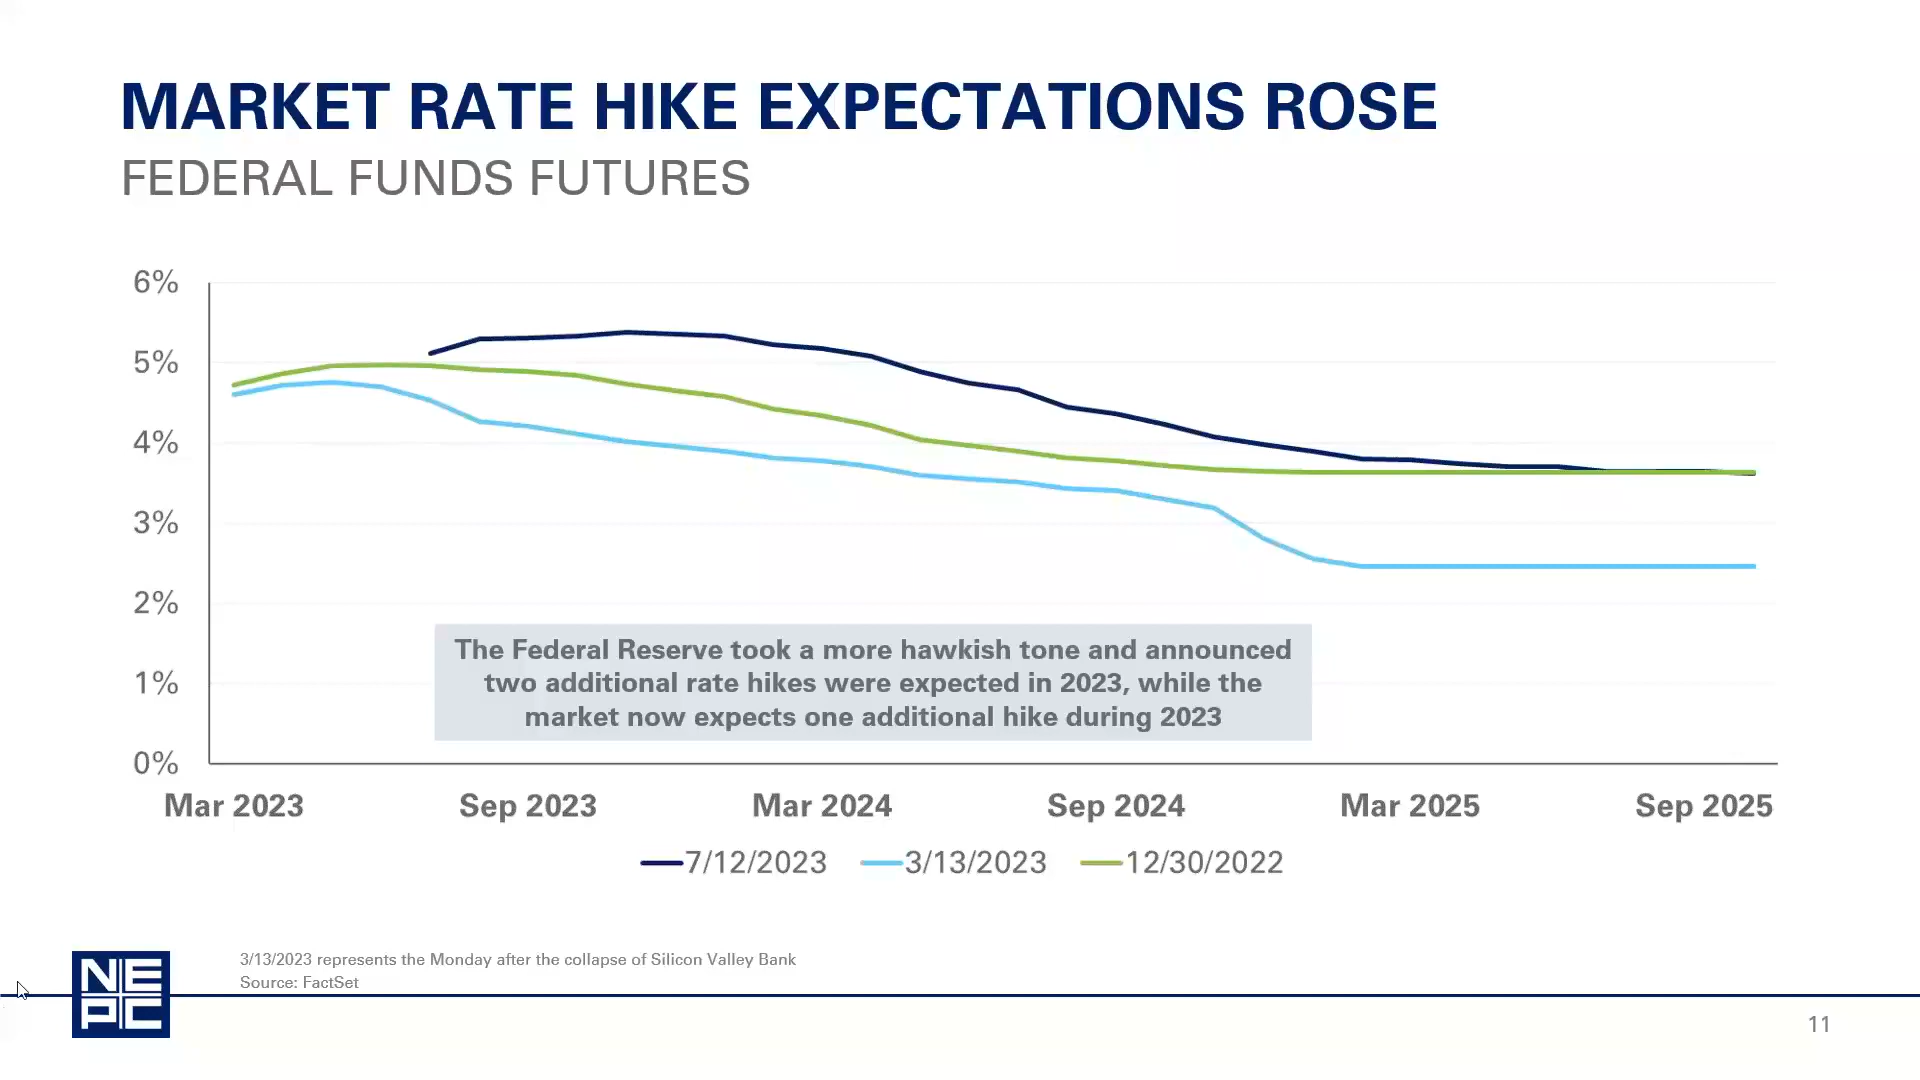 MARKET RATE HIKE EXPECTATIONS ROSE
FEDERAL FUNDS FUTURES
6%
5%
4%
3%
2%
1%
0%
The Federal Reserve took a more hawkish tone and announced
two additional rate hikes were expected in 2023, while the
market now expects one additional hike during 2023
Mar 2023 Sep 2023 Mar 2024 Sep 2024 Mar 2025 Sep 2025
7/12/2023 3/13/2023 12/30/2022
3/13/2023 represents the Monday after the collapse of Silicon Valley Bank
Source: FactSet
NE
PC
11